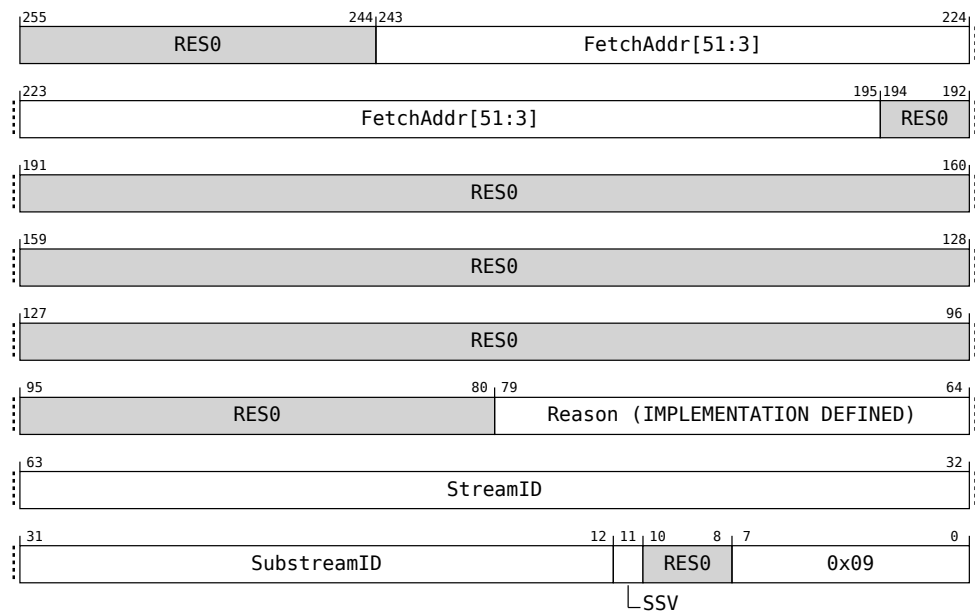 255 244 243 224
RES0 FetchAddr[51:3]
223 195 194 192
FetchAddr[51:3] RES0
191 160
RES0
159 128
RES0
127 96
RES0
95 80 79 64
RES0 Reason (IMPLEMENTATION DEFINED)
63 32
StreamID
31 12 11 10 8 7 0
SubstreamID RES0 0x09
SSV